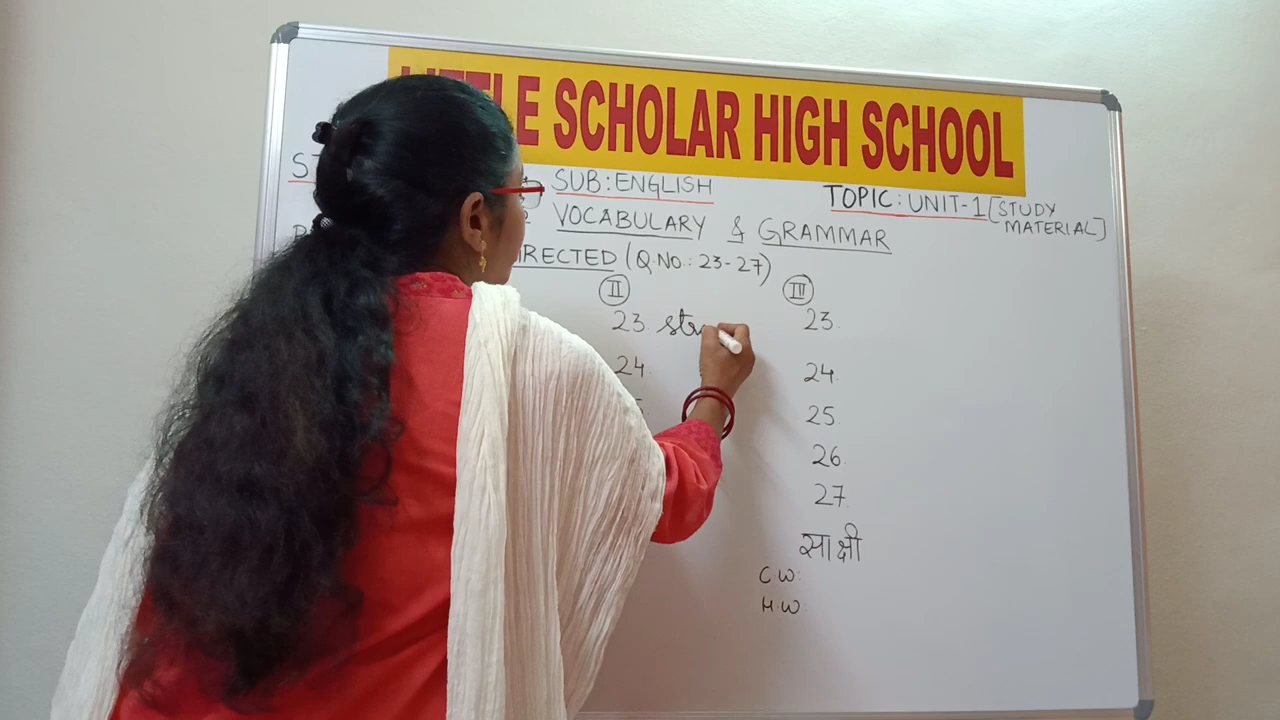 LITTLE SCHOLAR HIGH SCHOOL
SUB: ENGLISH
TOPIC: UNIT-1 [STUDY MATERIAL]
VOCABULARY & GRAMMAR
(Q.NO.: 23-27)
II III
23 23.
24. 24.
25.
26.
27
साक्षी
C.W:
H.W: